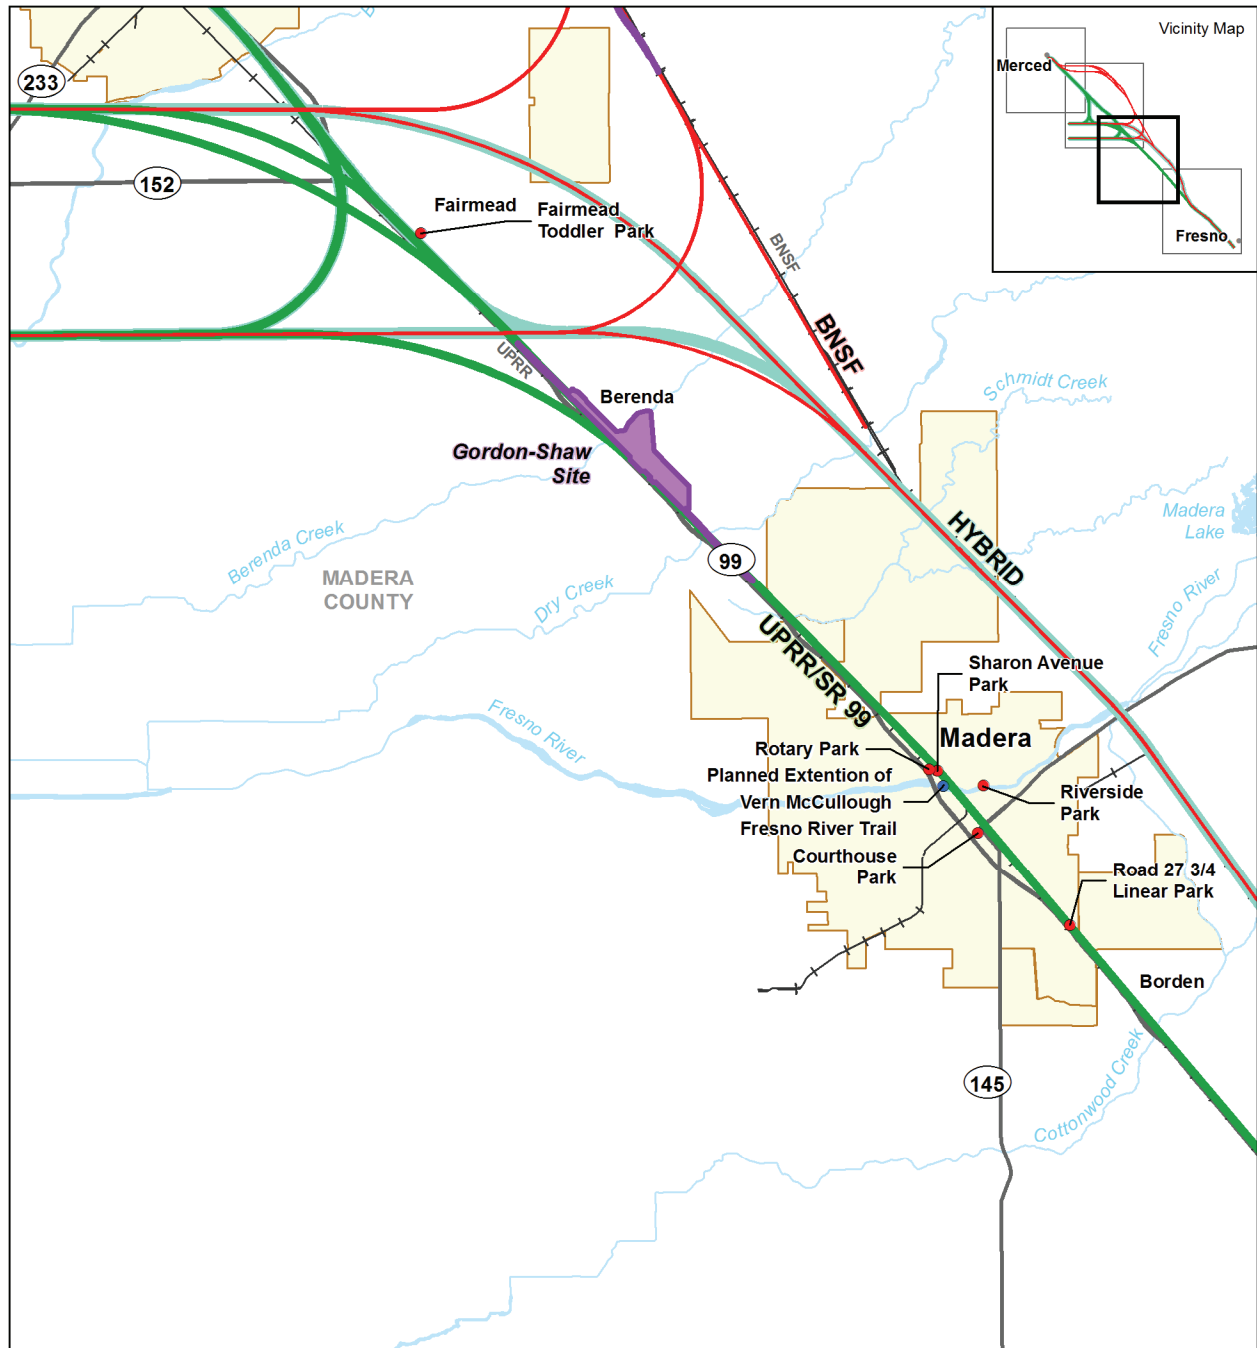 Vicinity Map
Merced
Fresno
233
152
Fairmead
Fairmead
Toddler Park
BNSF
BNSF
UPRR
Berenda
Gordon-Shaw
Site
Schmidt Creek
Madera
Lake
HYBRID
99
Berenda Creek
MADERA
COUNTY
Dry Creek
Fresno River
UPRR/SR 99
Sharon Avenue
Park
Fresno River
Madera
Rotary Park
Planned Extention of
Vern McCullough
Fresno River Trail
Riverside
Park
Courthouse
Park
Road 27 3/4
Linear Park
Borden
145
Cottonwood Creek